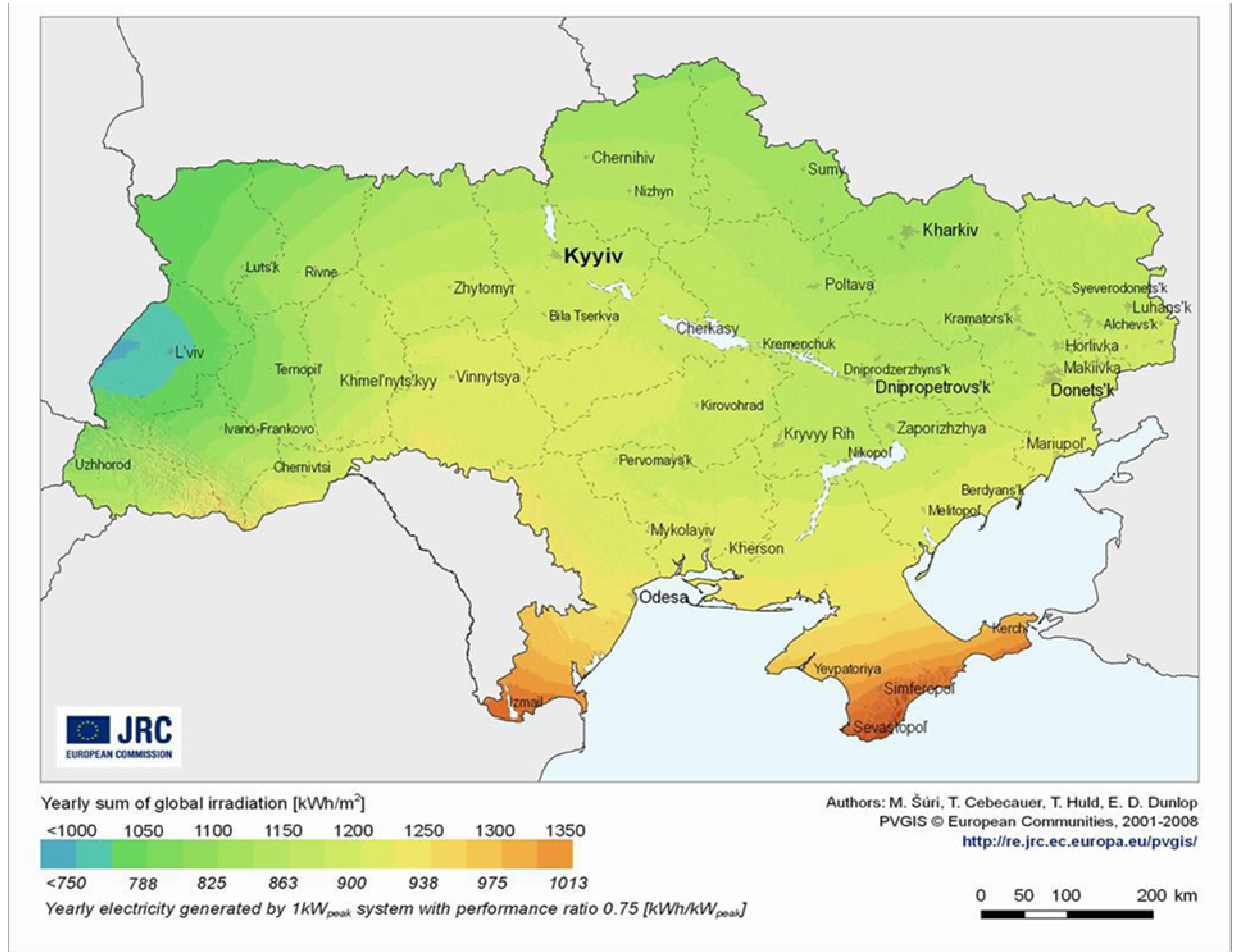 Chernihiv
Sumy
Nizhyn
Kharkiv
Kyyiv
Luts'k
Rivne
Zhytomyr
Poltava
Syeverodonets'k
Luhans'k
Bila Tserkva
Kramators'k
Alchevs'k
Cherkasy
Kremenchuk
Horlivka
L'viv
Ternopil'
Khmel'nyts'kyy
Vinnytsya
Dniprodzerzhyns'k
Makiivka
Dnipropetrovs'k
Donets'k
Kirovohrad
Ivano-Frankovo
Kryvyy Rih
Zaporizhzhya
Mariupol'
Uzhhorod
Chernivtsi
Pervomays'k
Nikopol'
Berdyans'k
Melitopol'
Mykolayiv
Kherson
Odesa
Kerch
Yevpatoriya
Simferopol'
Izmail
Sevastopol'
JRC
EUROPEAN COMMISSION
Yearly sum of global irradiation [kWh/m²]
<1000 1050 1100 1150 1200 1250 1300 1350
<750 788 825 863 900 938 975 1013
Yearly electricity generated by 1kWpeak system with performance ratio 0.75 [kWh/kWpeak]
Authors: M. Šúri, T. Cebecauer, T. Huld, E. D. Dunlop
PVGIS © European Communities, 2001-2008
http://re.jrc.ec.europa.eu/pvgis/
0 50 100 200 km